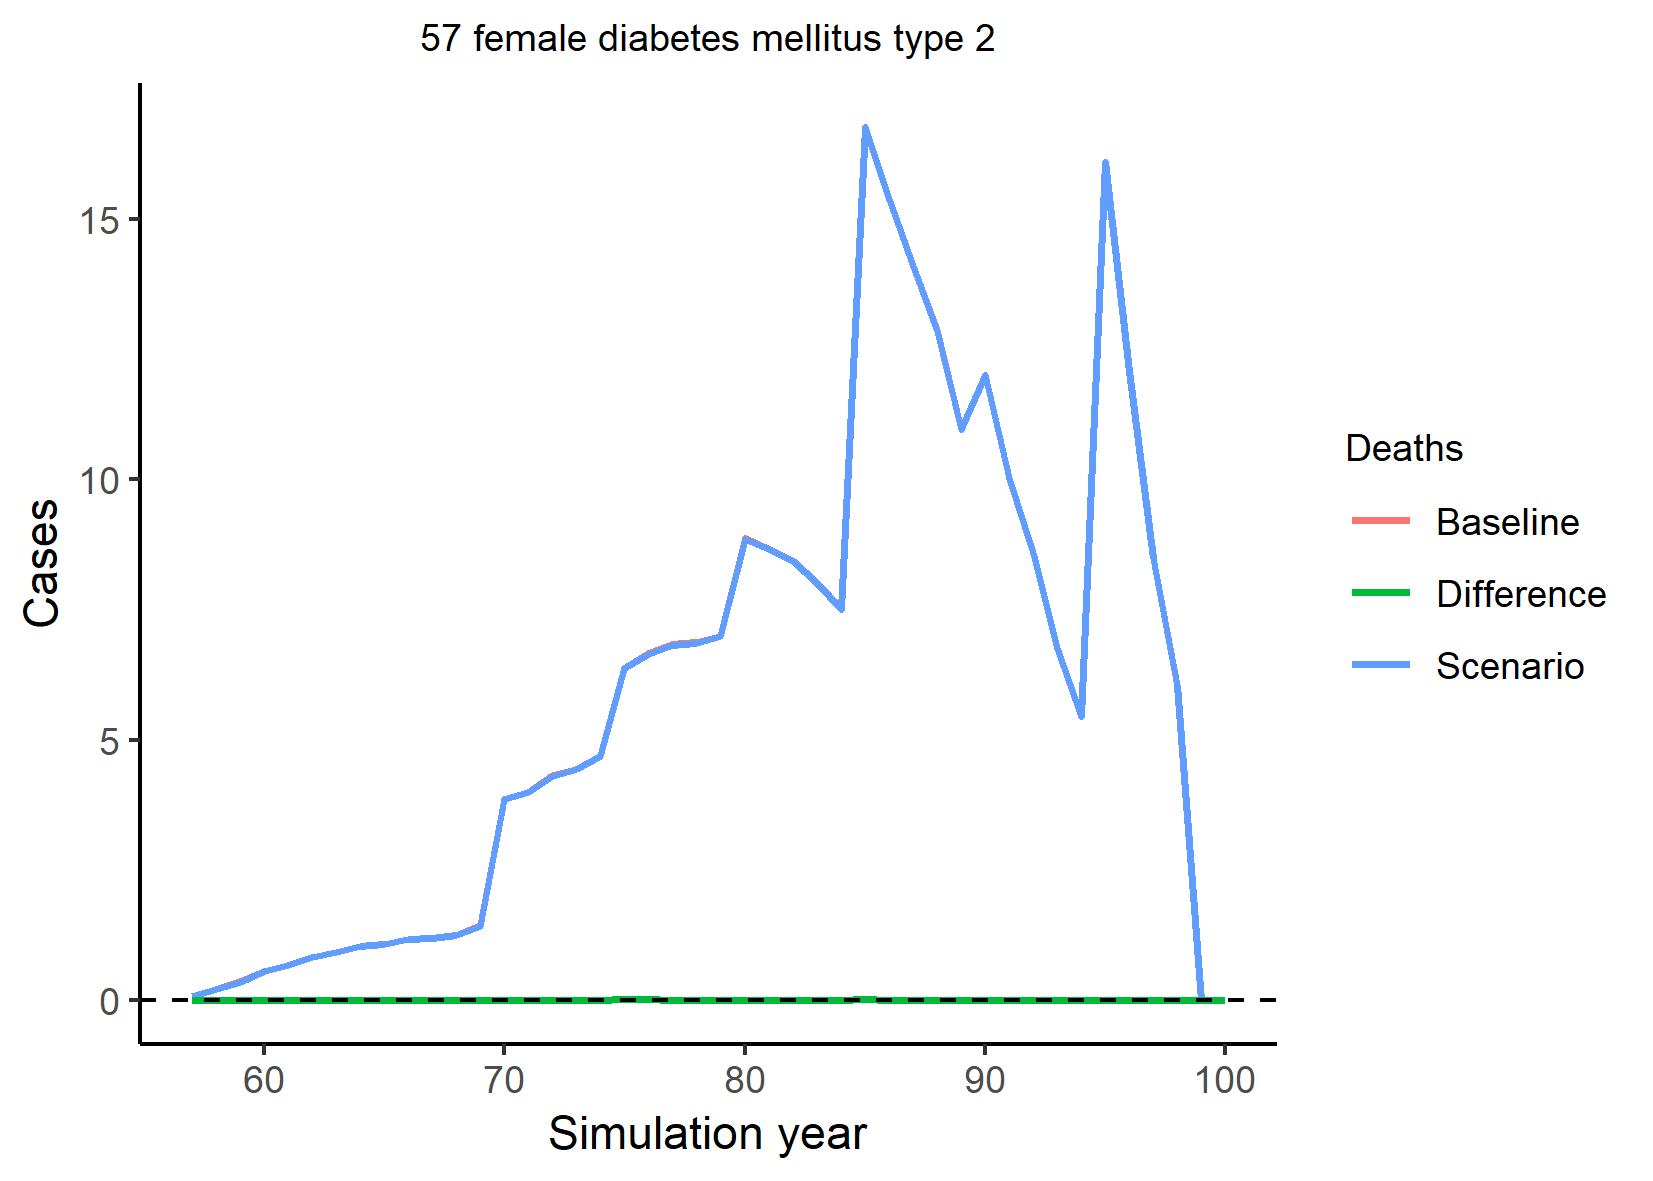 57 female diabetes mellitus type 2
Cases
15
10
5
0
60 70 80 90 100
Simulation year
Deaths
Baseline
Difference
Scenario